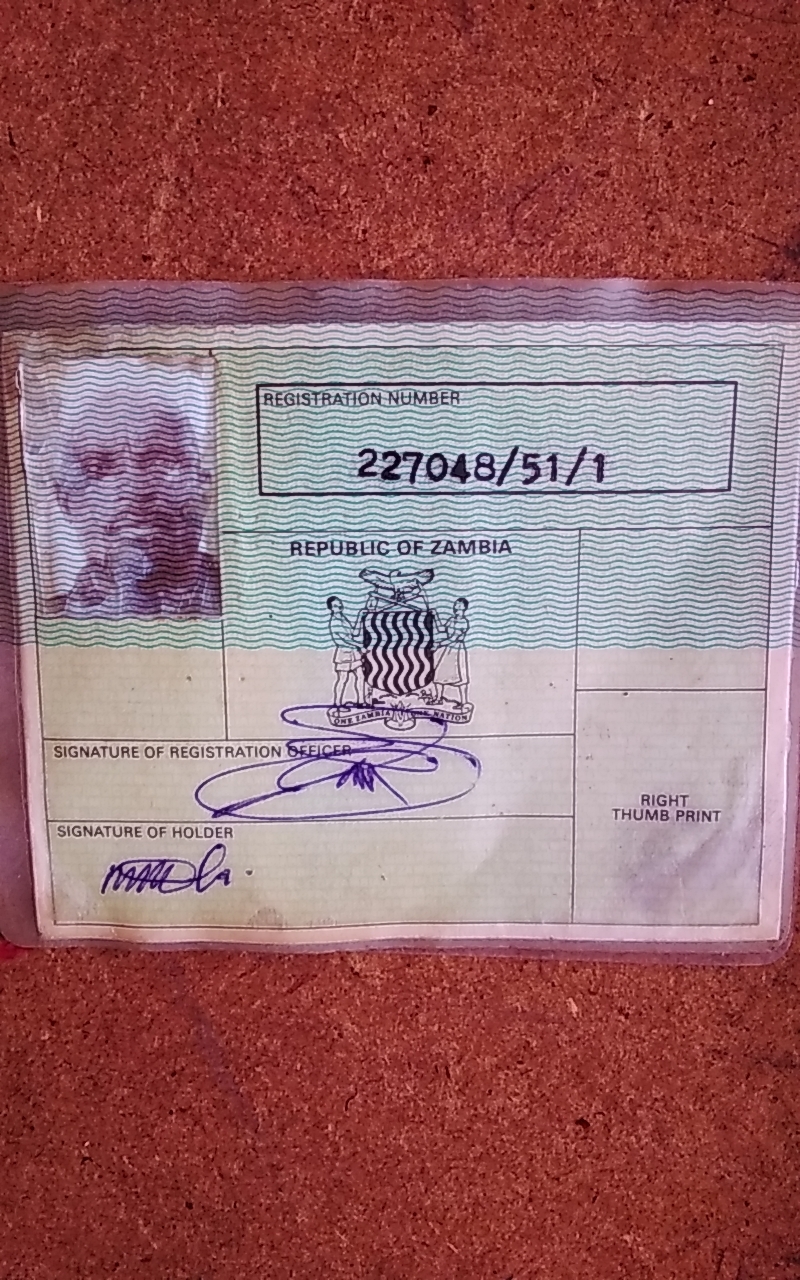 REGISTRATION NUMBER
227048/51/1
REPUBLIC OF ZAMBIA
ONE ZAMBIA NATION
SIGNATURE OF REGISTRATION OFFICER
SIGNATURE OF HOLDER
RIGHT
THUMB PRINT